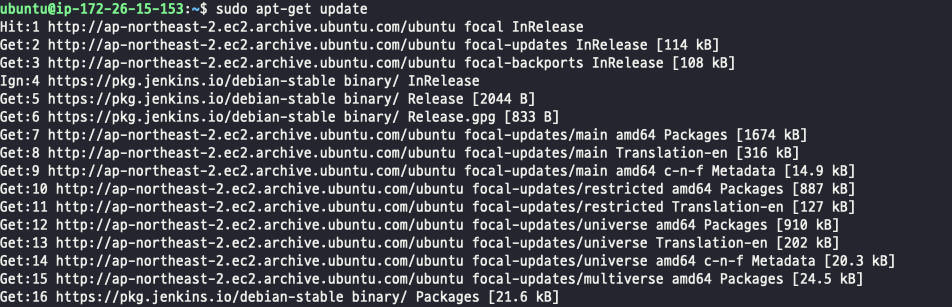 ubuntu@ip-172-26-15-153:~$ sudo apt-get update
Hit:1 http://ap-northeast-2.ec2.archive.ubuntu.com/ubuntu focal InRelease
Get:2 http://ap-northeast-2.ec2.archive.ubuntu.com/ubuntu focal-updates InRelease [114 kB]
Get:3 http://ap-northeast-2.ec2.archive.ubuntu.com/ubuntu focal-backports InRelease [108 kB]
Ign:4 https://pkg.jenkins.io/debian-stable binary/ InRelease
Get:5 https://pkg.jenkins.io/debian-stable binary/ Release [2044 B]
Get:6 https://pkg.jenkins.io/debian-stable binary/ Release.gpg [833 B]
Get:7 http://ap-northeast-2.ec2.archive.ubuntu.com/ubuntu focal-updates/main amd64 Packages [1674 kB]
Get:8 http://ap-northeast-2.ec2.archive.ubuntu.com/ubuntu focal-updates/main Translation-en [316 kB]
Get:9 http://ap-northeast-2.ec2.archive.ubuntu.com/ubuntu focal-updates/main amd64 c-n-f Metadata [14.9 kB]
Get:10 http://ap-northeast-2.ec2.archive.ubuntu.com/ubuntu focal-updates/restricted amd64 Packages [887 kB]
Get:11 http://ap-northeast-2.ec2.archive.ubuntu.com/ubuntu focal-updates/restricted Translation-en [127 kB]
Get:12 http://ap-northeast-2.ec2.archive.ubuntu.com/ubuntu focal-updates/universe amd64 Packages [910 kB]
Get:13 http://ap-northeast-2.ec2.archive.ubuntu.com/ubuntu focal-updates/universe Translation-en [202 kB]
Get:14 http://ap-northeast-2.ec2.archive.ubuntu.com/ubuntu focal-updates/universe amd64 c-n-f Metadata [20.3 kB]
Get:15 http://ap-northeast-2.ec2.archive.ubuntu.com/ubuntu focal-updates/multiverse amd64 Packages [24.5 kB]
Get:16 https://pkg.jenkins.io/debian-stable binary/ Packages [21.6 kB]